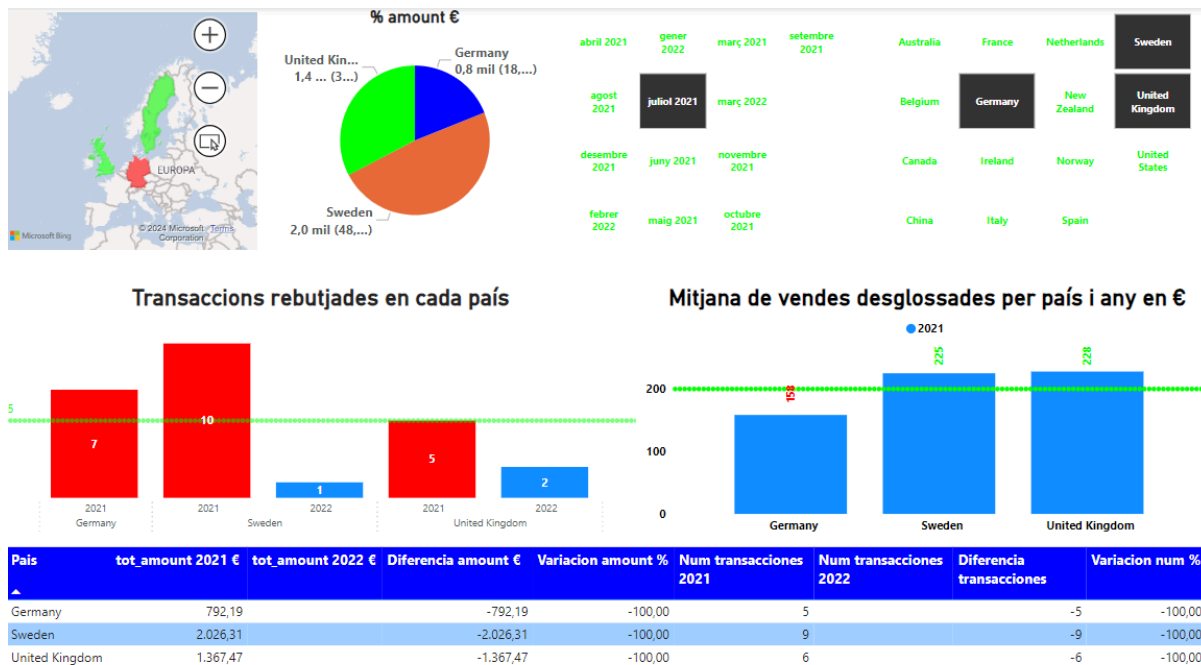 % amount €
United Kin...
1,4 ... (3...)
Germany
0,8 mil (18,...)
Sweden
2,0 mil (48,...)
EUROPA
Microsoft Bing
© 2024 Microsoft Terms
Corporation
abril 2021
gener
2022
març 2021
setembre
2021
agost
2021
juliol 2021
març 2022
desembre
2021
juny 2021
novembre
2021
febrer
2022
maig 2021
octubre
2021
Australia
France
Netherlands
Sweden
Belgium
Germany
New
Zealand
United
Kingdom
Canada
Ireland
Norway
United
States
China
Italy
Spain
Transaccions rebutjades en cada país
5
7
10
1
5
2
2021
2021
2022
2021
2022
Germany
Sweden
United Kingdom
Mitjana de vendes desglossades per país i any en €
2021
200
100
0
158
225
228
Germany
Sweden
United Kingdom
Pais tot_amount 2021 € tot_amount 2022 € Diferencia amount € Variacion amount % Num transacciones 2021 Num transacciones 2022 Diferencia transacciones Variacion num %
Germany 792,19 -792,19 -100,00 5 -5 -100,00
Sweden 2.026,31 -2.026,31 -100,00 9 -9 -100,00
United Kingdom 1.367,47 -1.367,47 -100,00 6 -6 -100,00